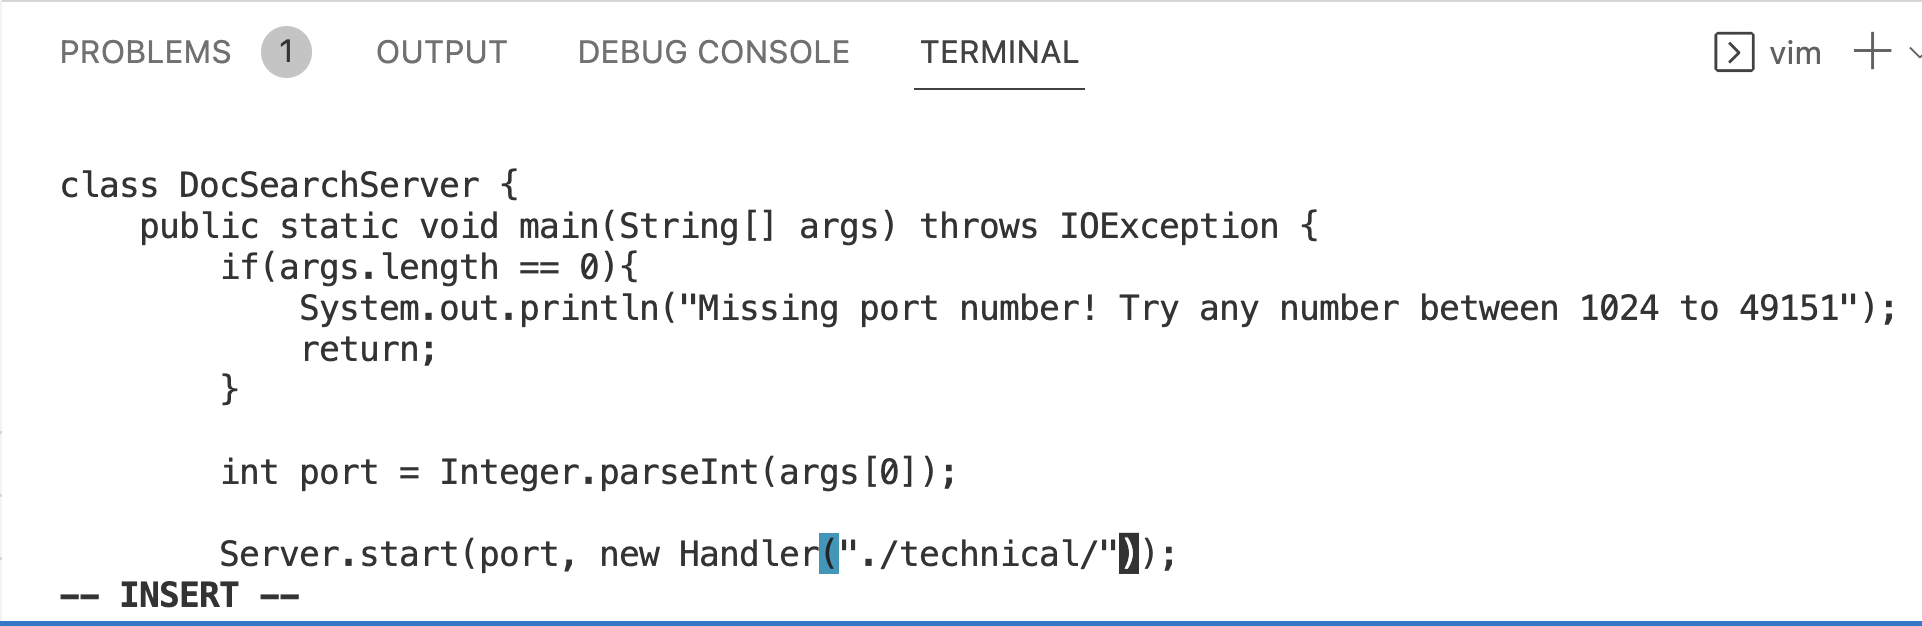 PROBLEMS 1 OUTPUT DEBUG CONSOLE TERMINAL vim
class DocSearchServer {
    public static void main(String[] args) throws IOException {
        if(args.length == 0){
            System.out.println("Missing port number! Try any number between 1024 to 49151");
            return;
        }
        int port = Integer.parseInt(args[0]);
        Server.start(port, new Handler("./technical/"));
-- INSERT --